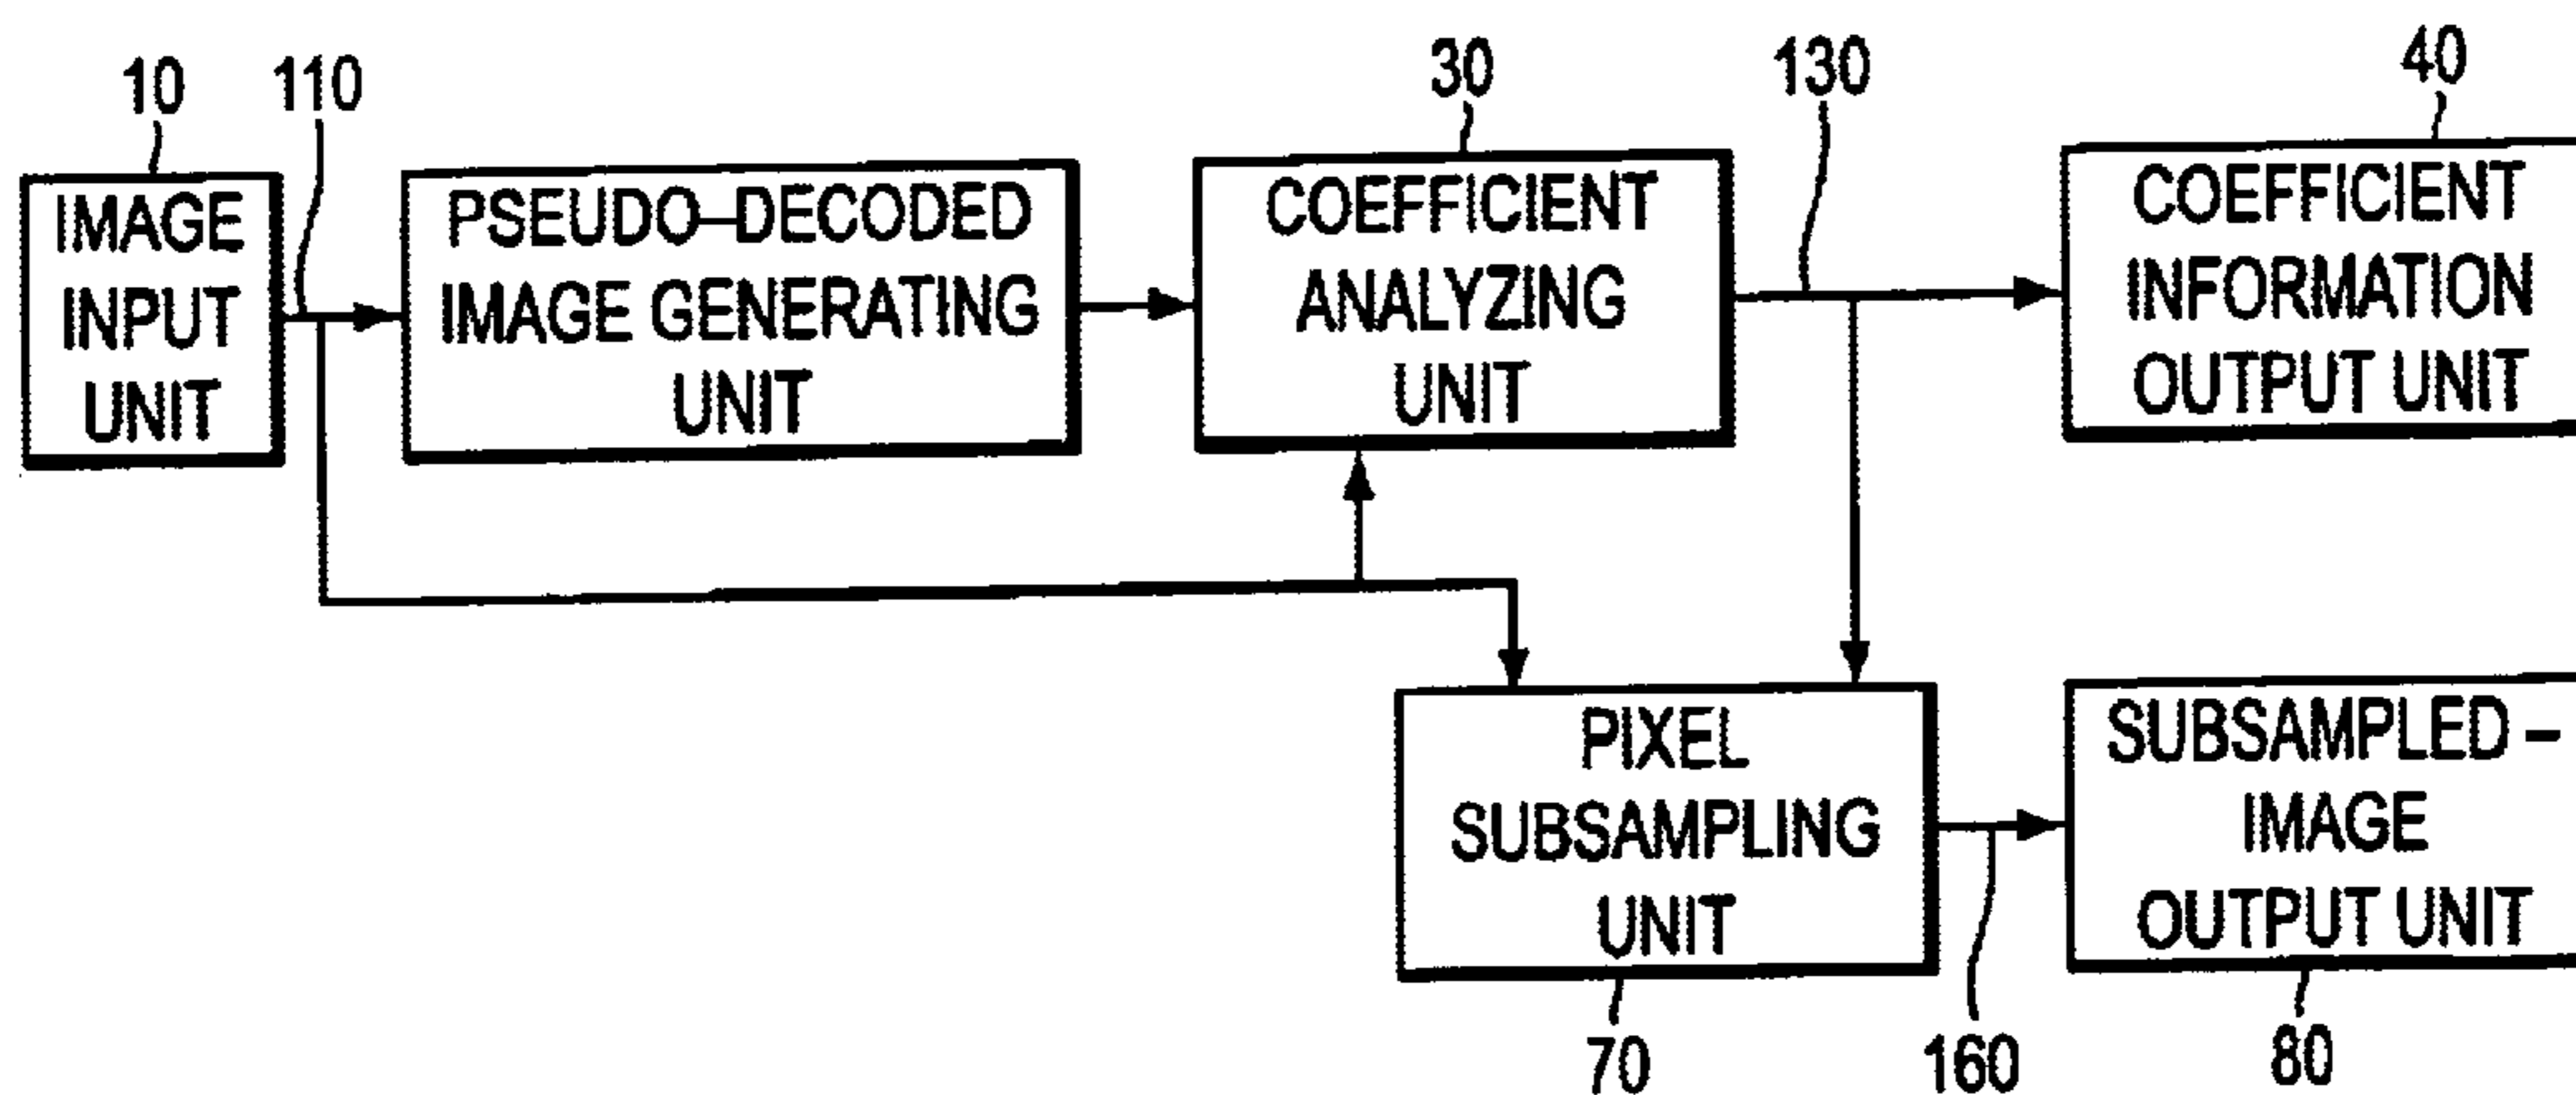 10
110
30
130
40
IMAGE
INPUT
UNIT
PSEUDO–DECODED
IMAGE GENERATING
UNIT
COEFFICIENT
ANALYZING
UNIT
COEFFICIENT
INFORMATION
OUTPUT UNIT
PIXEL
SUBSAMPLING
UNIT
SUBSAMPLED –
IMAGE
OUTPUT UNIT
70
160
80